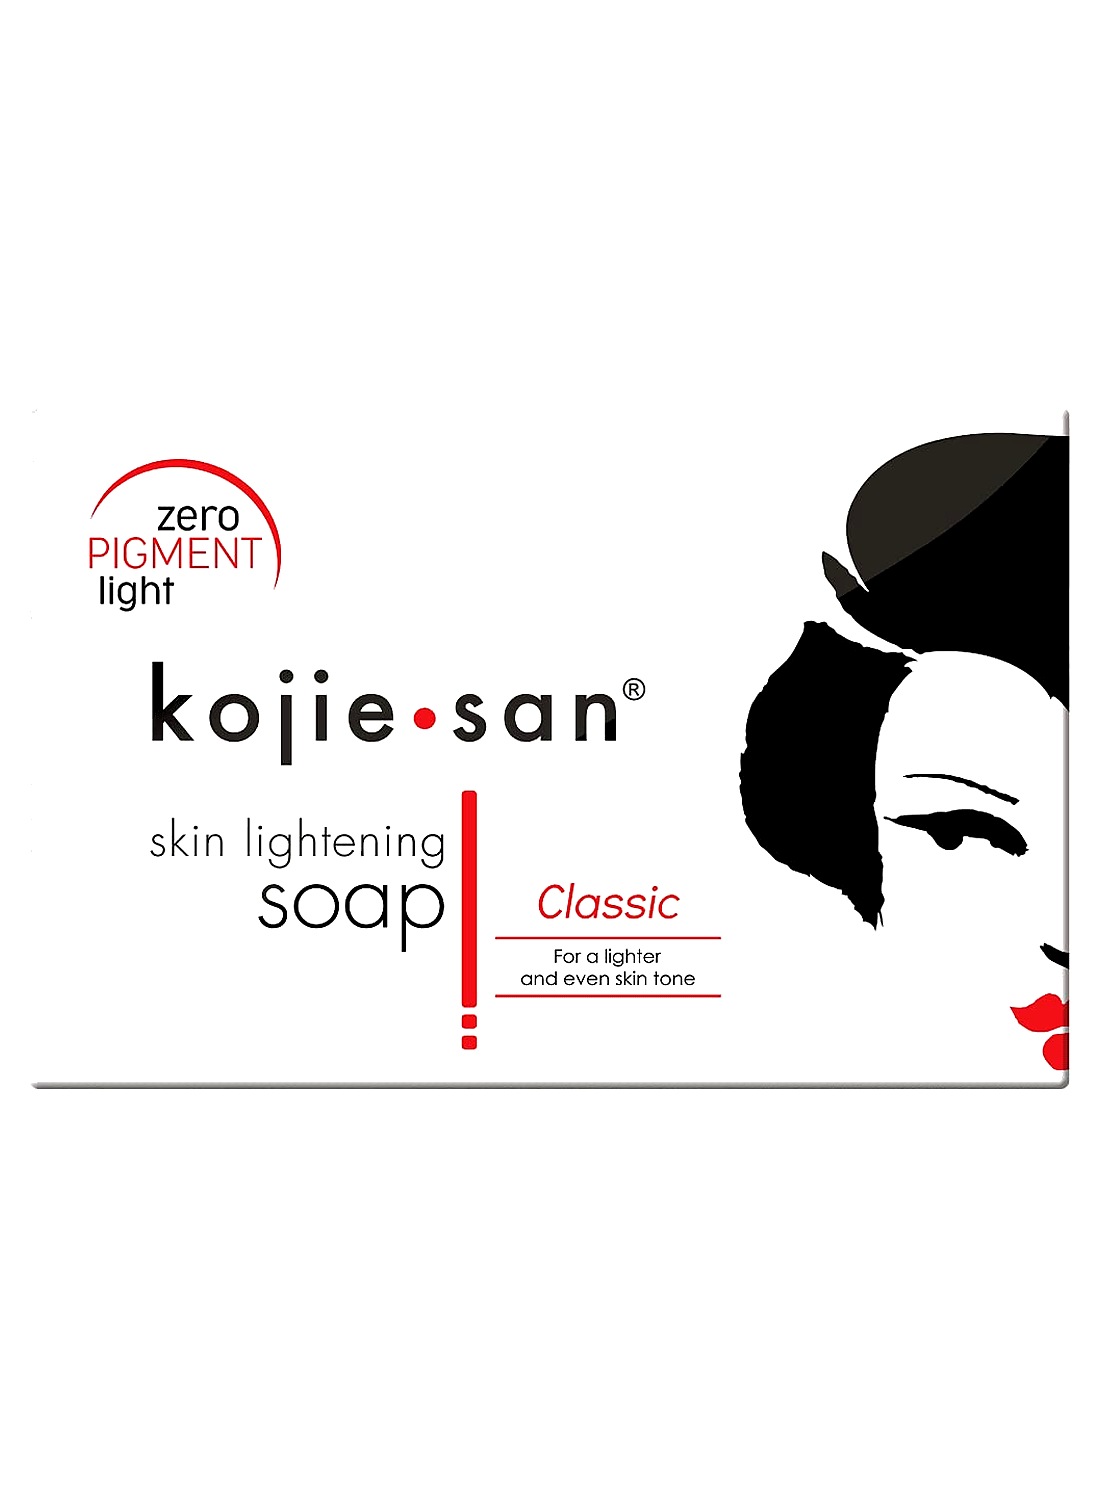 zero
PIGMENT
light
kojie•san®
skin lightening
soap
Classic
For a lighter
and even skin tone